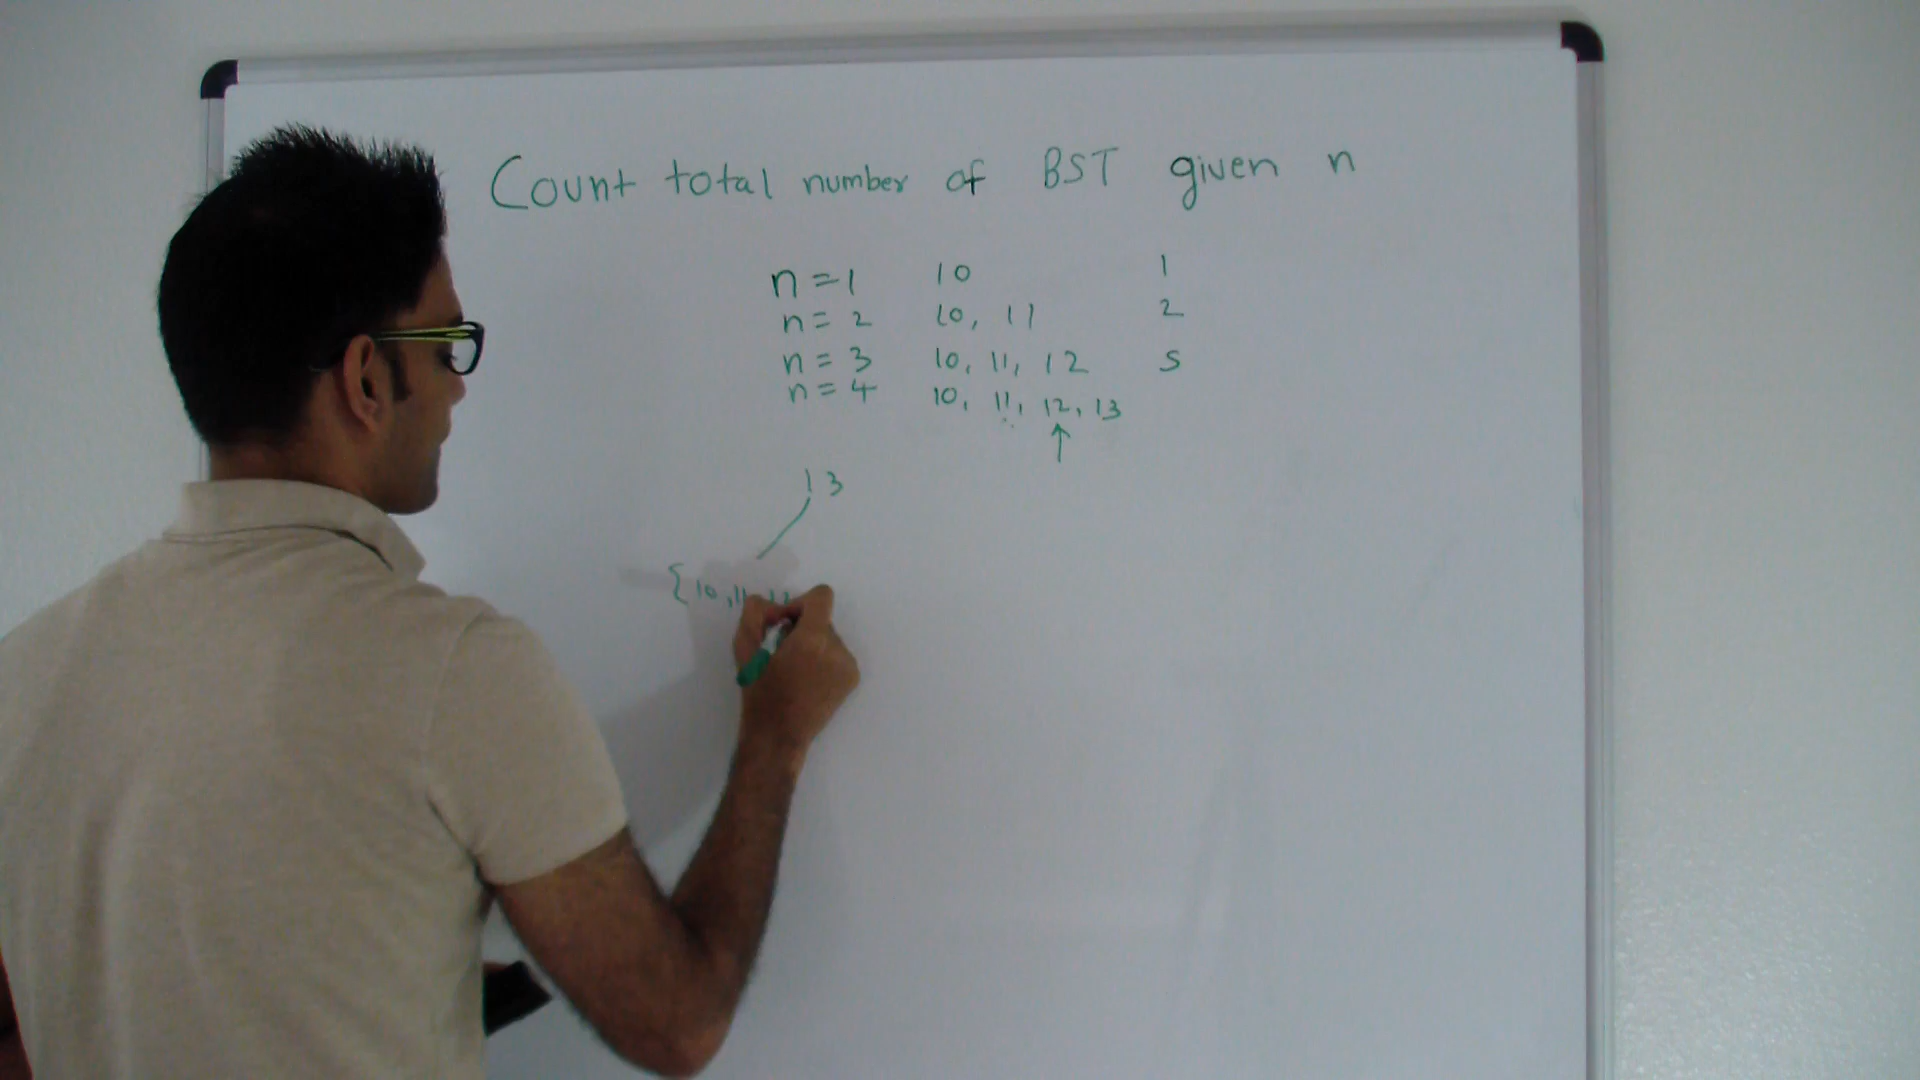 Count total number of BST given n
n = 1 10 1
n = 2 10, 11 2
n = 3 10, 11, 12 5
n = 4 10, 11, 12, 13
↑
13
{10, 11, 12